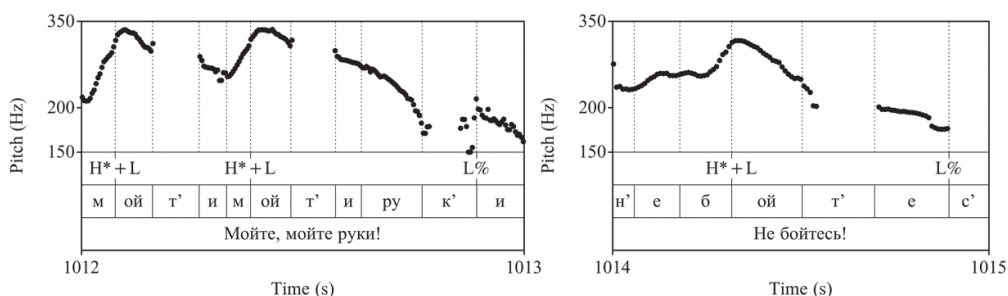 350
200
150
Pitch (Hz)
H* + L H* + L L%
м ой т’ и м ой т’ и ру к’ и
Мойте, мойте руки!
1012 1013
Time (s)
350
200
150
Pitch (Hz)
H* + L L%
н’ е б ой т’ е с’
Не бойтесь!
1014 1015
Time (s)